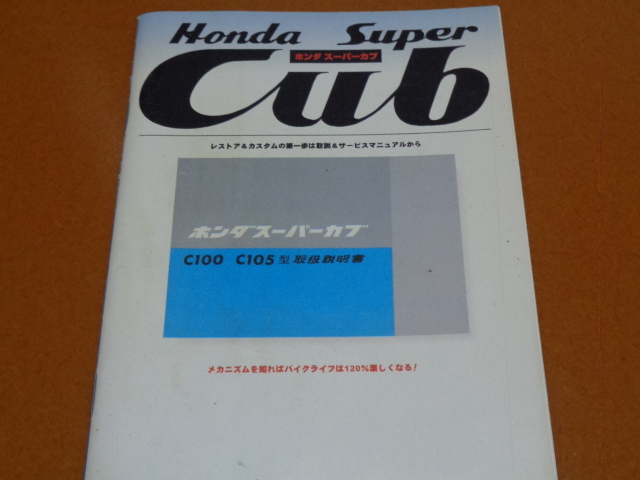 Honda Super
Cub
ホンダ スーパーカブ
レストア&カスタムの第一歩は取説&サービスマニュアルから
ホンダスーパーカブ
C100 C105型取扱説明書
メカニズムを知ればバイクライフは120%楽しくなる!